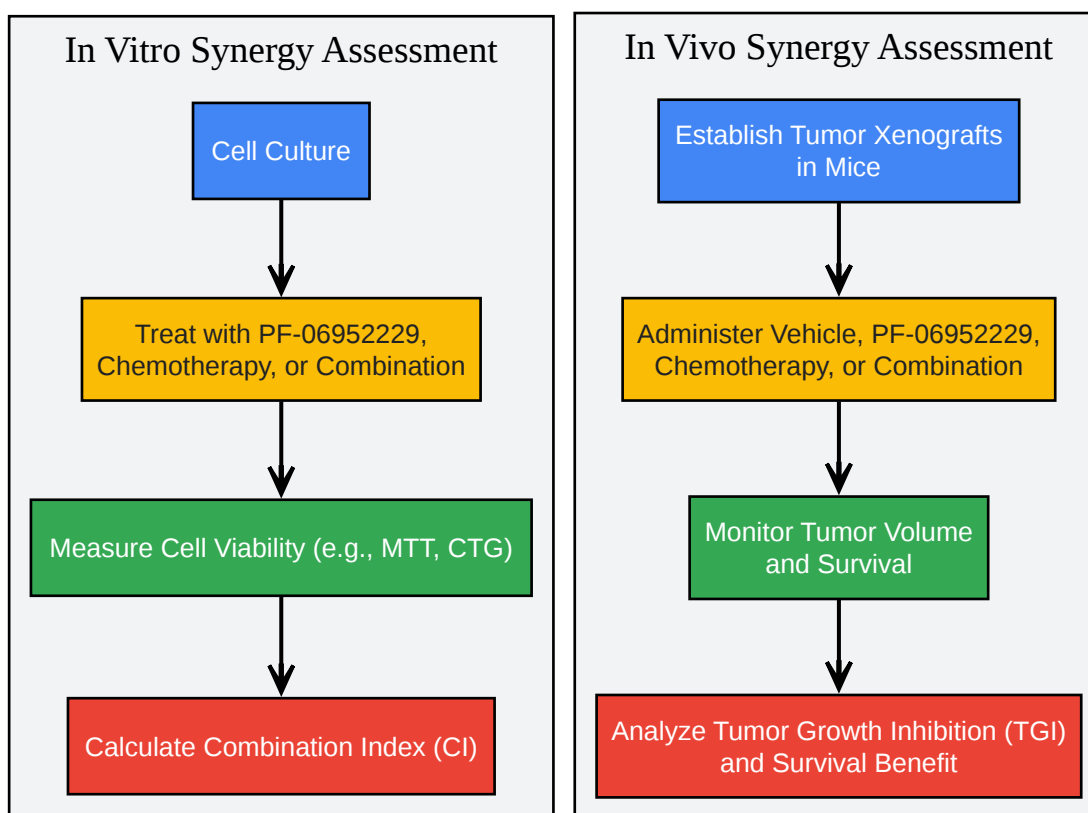 In Vitro Synergy Assessment
Cell Culture
Treat with PF-06952229,
Chemotherapy, or Combination
Measure Cell Viability (e.g., MTT, CTG)
Calculate Combination Index (CI)
In Vivo Synergy Assessment
Establish Tumor Xenografts
in Mice
Administer Vehicle, PF-06952229,
Chemotherapy, or Combination
Monitor Tumor Volume
and Survival
Analyze Tumor Growth Inhibition (TGI)
and Survival Benefit